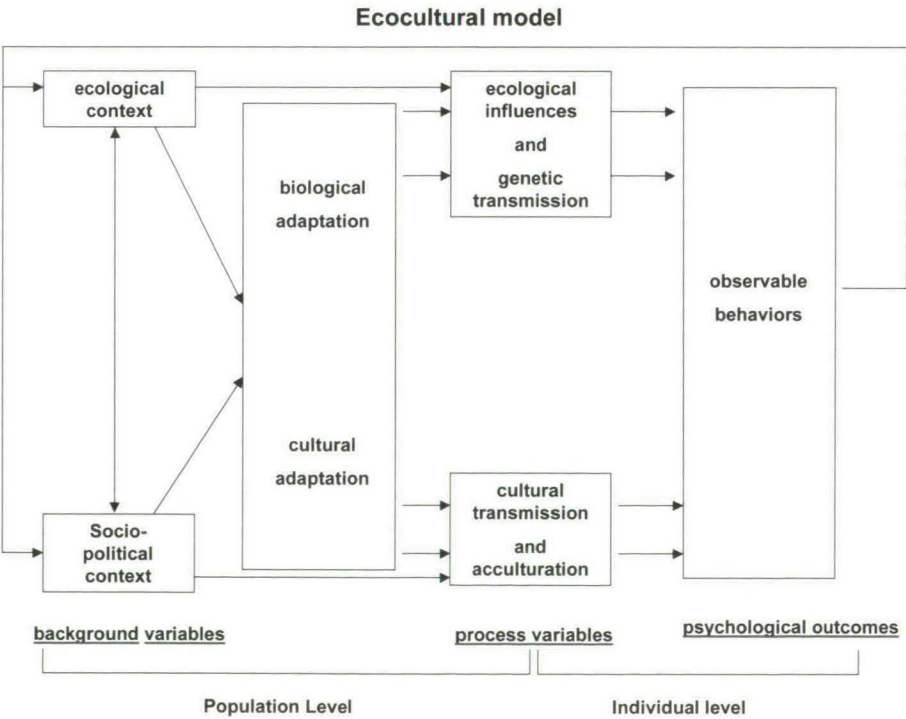 Ecocultural model
ecological
context
biological
adaptation
cultural
adaptation
Socio-
political
context
ecological
influences
and
genetic
transmission
cultural
transmission
and
acculturation
observable
behaviors
background variables
process variables
psychological outcomes
Population Level
Individual level